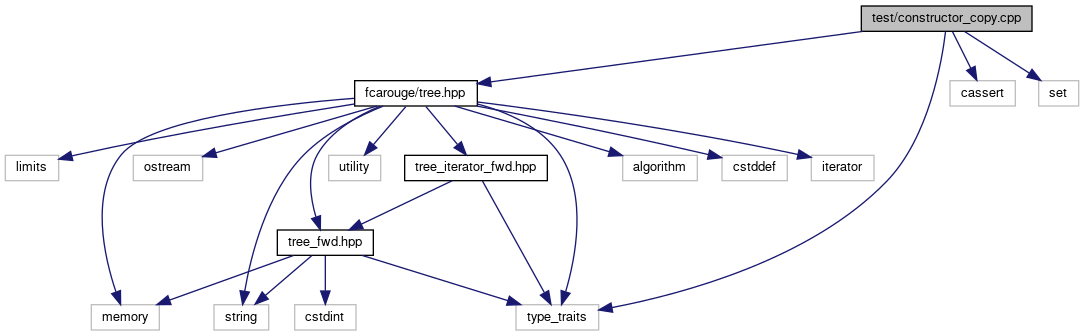 test/constructor_copy.cpp
fcarouge/tree.hpp
cassert
set
limits
ostream
utility
tree_iterator_fwd.hpp
algorithm
cstddef
iterator
tree_fwd.hpp
memory
string
cstdint
type_traits